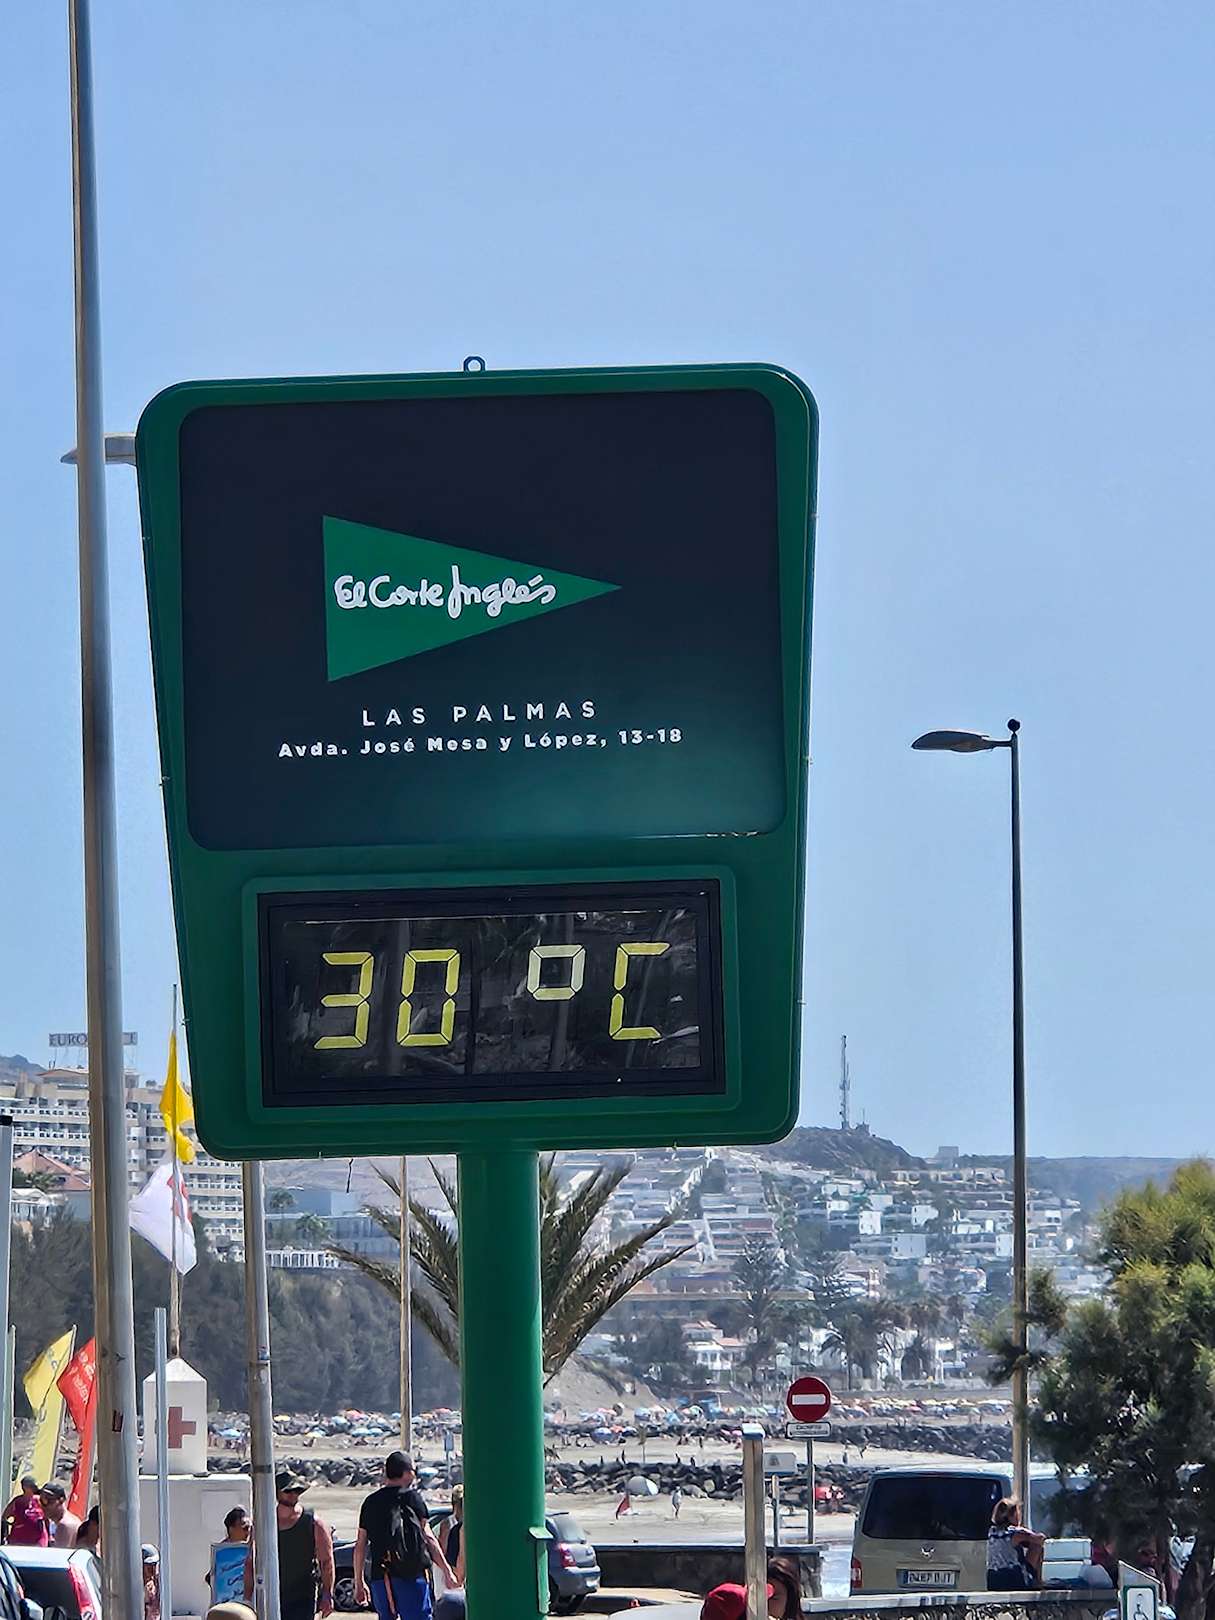 El Corte Inglés
LAS PALMAS
Avda. José Mesa y López, 13-18
30 °C